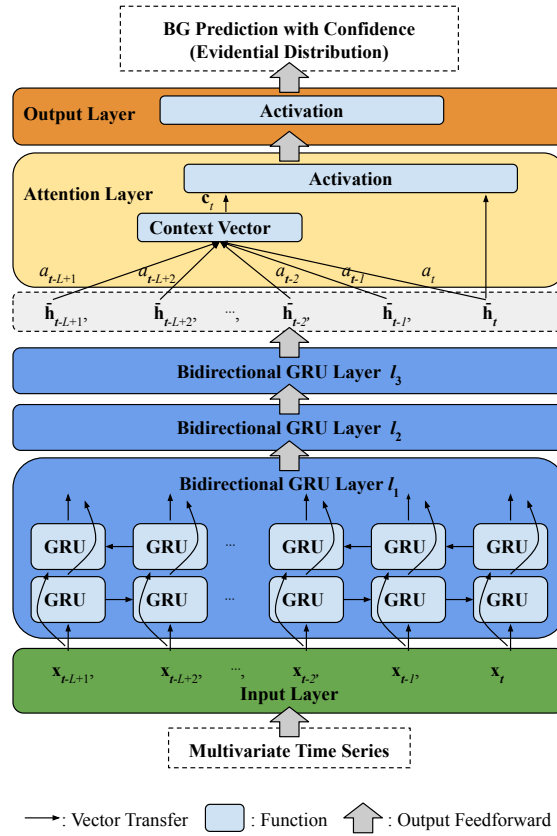 BG Prediction with Confidence
(Evidential Distribution)
Output Layer
Activation
Attention Layer
Activation
c_t
Context Vector
a_{t-L+1} a_{t-L+2} a_{t-2} a_{t-1} a_t
h̄_{t-L+1}, h̄_{t-L+2}, ..., h̄_{t-2}, h̄_{t-1}, h̄_t
Bidirectional GRU Layer l_3
Bidirectional GRU Layer l_2
Bidirectional GRU Layer l_1
GRU GRU ... GRU GRU GRU
GRU GRU ... GRU GRU GRU
x_{t-L+1}, x_{t-L+2}, ..., x_{t-2}, x_{t-1}, x_t
Input Layer
Multivariate Time Series
: Vector Transfer : Function : Output Feedforward